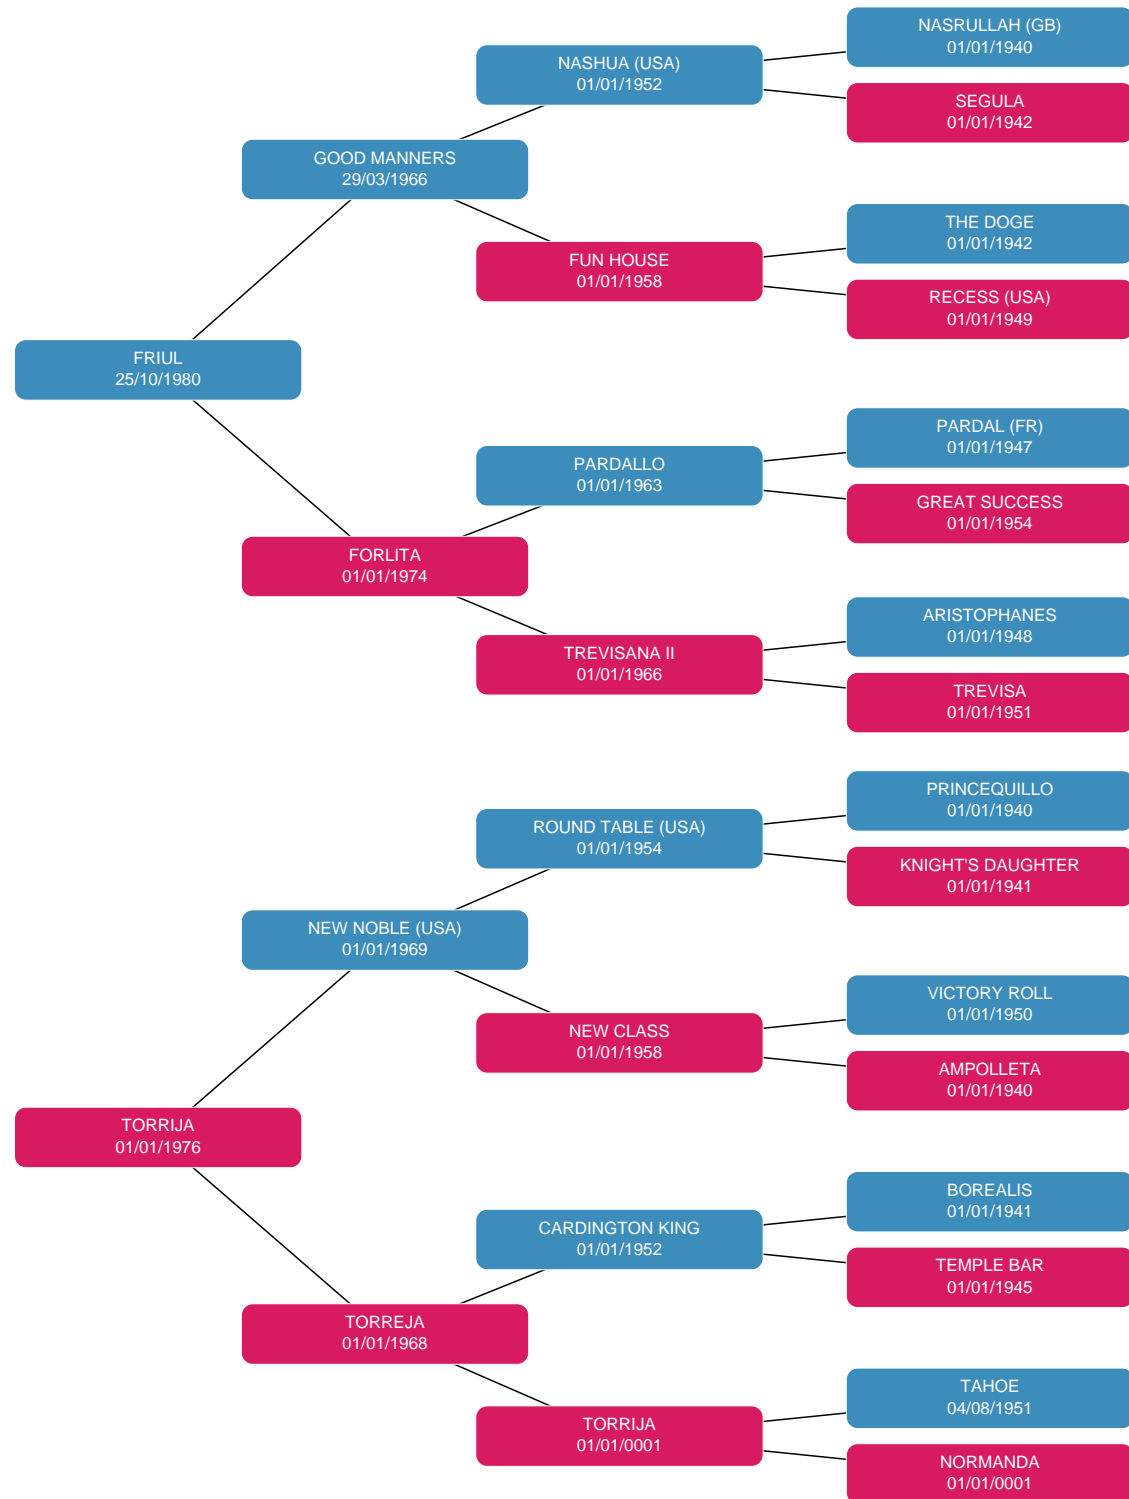 NASRULLAH (GB)
01/01/1940
NASHUA (USA)
01/01/1952
SEGULA
01/01/1942
GOOD MANNERS
29/03/1966
THE DOGE
01/01/1942
FUN HOUSE
01/01/1958
RECESS (USA)
01/01/1949
FRIUL
25/10/1980
PARDAL (FR)
01/01/1947
PARDALLO
01/01/1963
GREAT SUCCESS
01/01/1954
FORLITA
01/01/1974
ARISTOPHANES
01/01/1948
TREVISANA II
01/01/1966
TREVISA
01/01/1951
PRINCEQUILLO
01/01/1940
ROUND TABLE (USA)
01/01/1954
KNIGHT'S DAUGHTER
01/01/1941
NEW NOBLE (USA)
01/01/1969
VICTORY ROLL
01/01/1950
NEW CLASS
01/01/1958
AMPOLLETA
01/01/1940
TORRIJA
01/01/1976
BOREALIS
01/01/1941
CARDINGTON KING
01/01/1952
TEMPLE BAR
01/01/1945
TORREJA
01/01/1968
TAHOE
04/08/1951
TORRIJA
01/01/0001
NORMANDA
01/01/0001